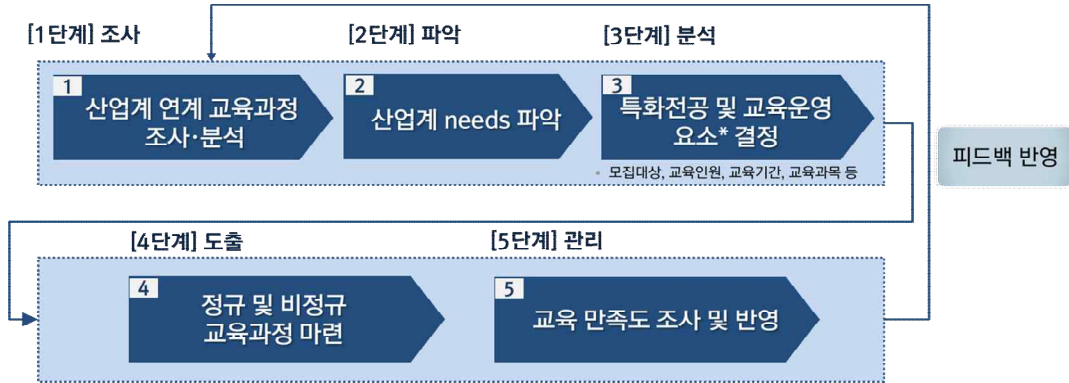 [1단계] 조사
[2단계] 파악
[3단계] 분석
1
산업계 연계 교육과정
조사·분석
2
산업계 needs 파악
3
특화전공 및 교육운영
요소* 결정
* 모집대상, 교육인원, 교육기간, 교육과목 등
피드백 반영
[4단계] 도출
[5단계] 관리
4
정규 및 비정규
교육과정 마련
5
교육 만족도 조사 및 반영